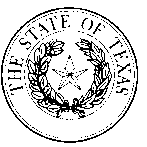 THE STATE OF TEXAS